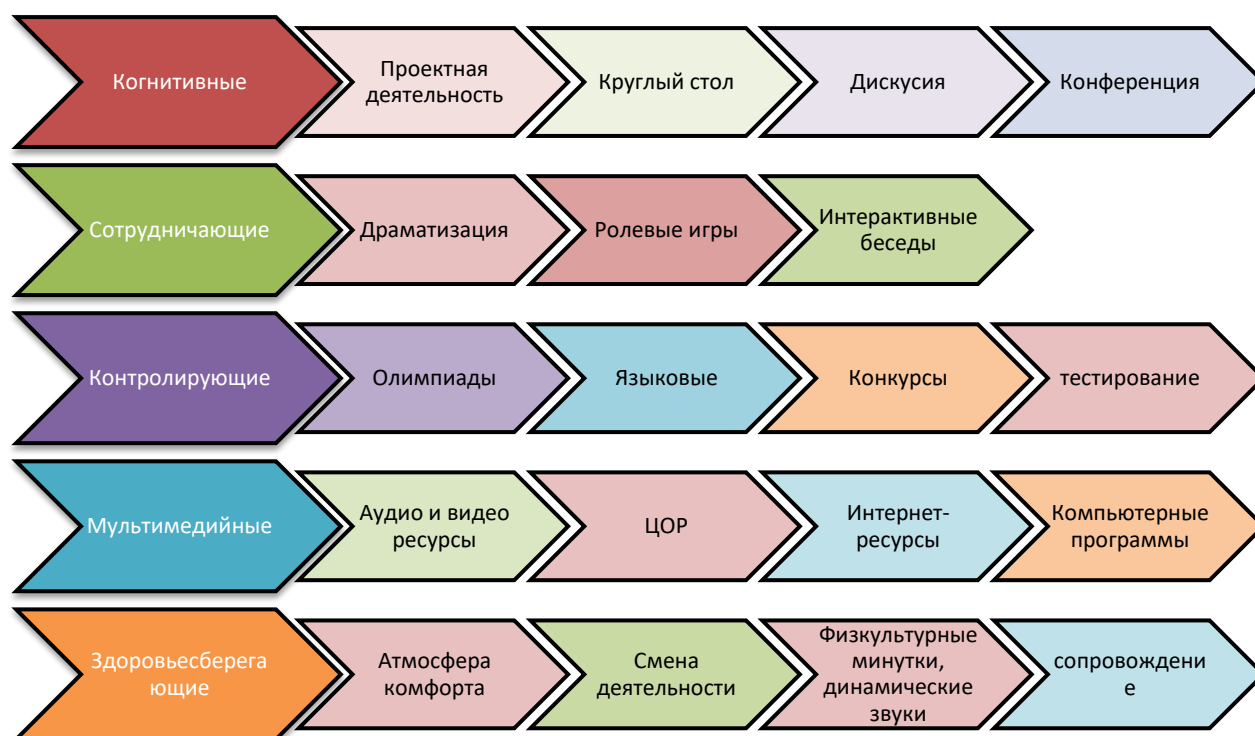 Когнитивные
Проектная
деятельность
Круглый стол
Дискусия
Конференция
Сотрудничающие
Драматизация
Ролевые игры
Интерактивные
беседы
Контролирующие
Олимпиады
Языковые
Конкурсы
тестирование
Мультимедийные
Аудио и видео
ресурсы
ЦОР
Интернет-
ресурсы
Компьютерные
программы
Здоровьесберега
ющие
Атмосфера
комфорта
Смена
деятельности
Физкультурные
минутки,
динамические
звуки
сопровождени
е